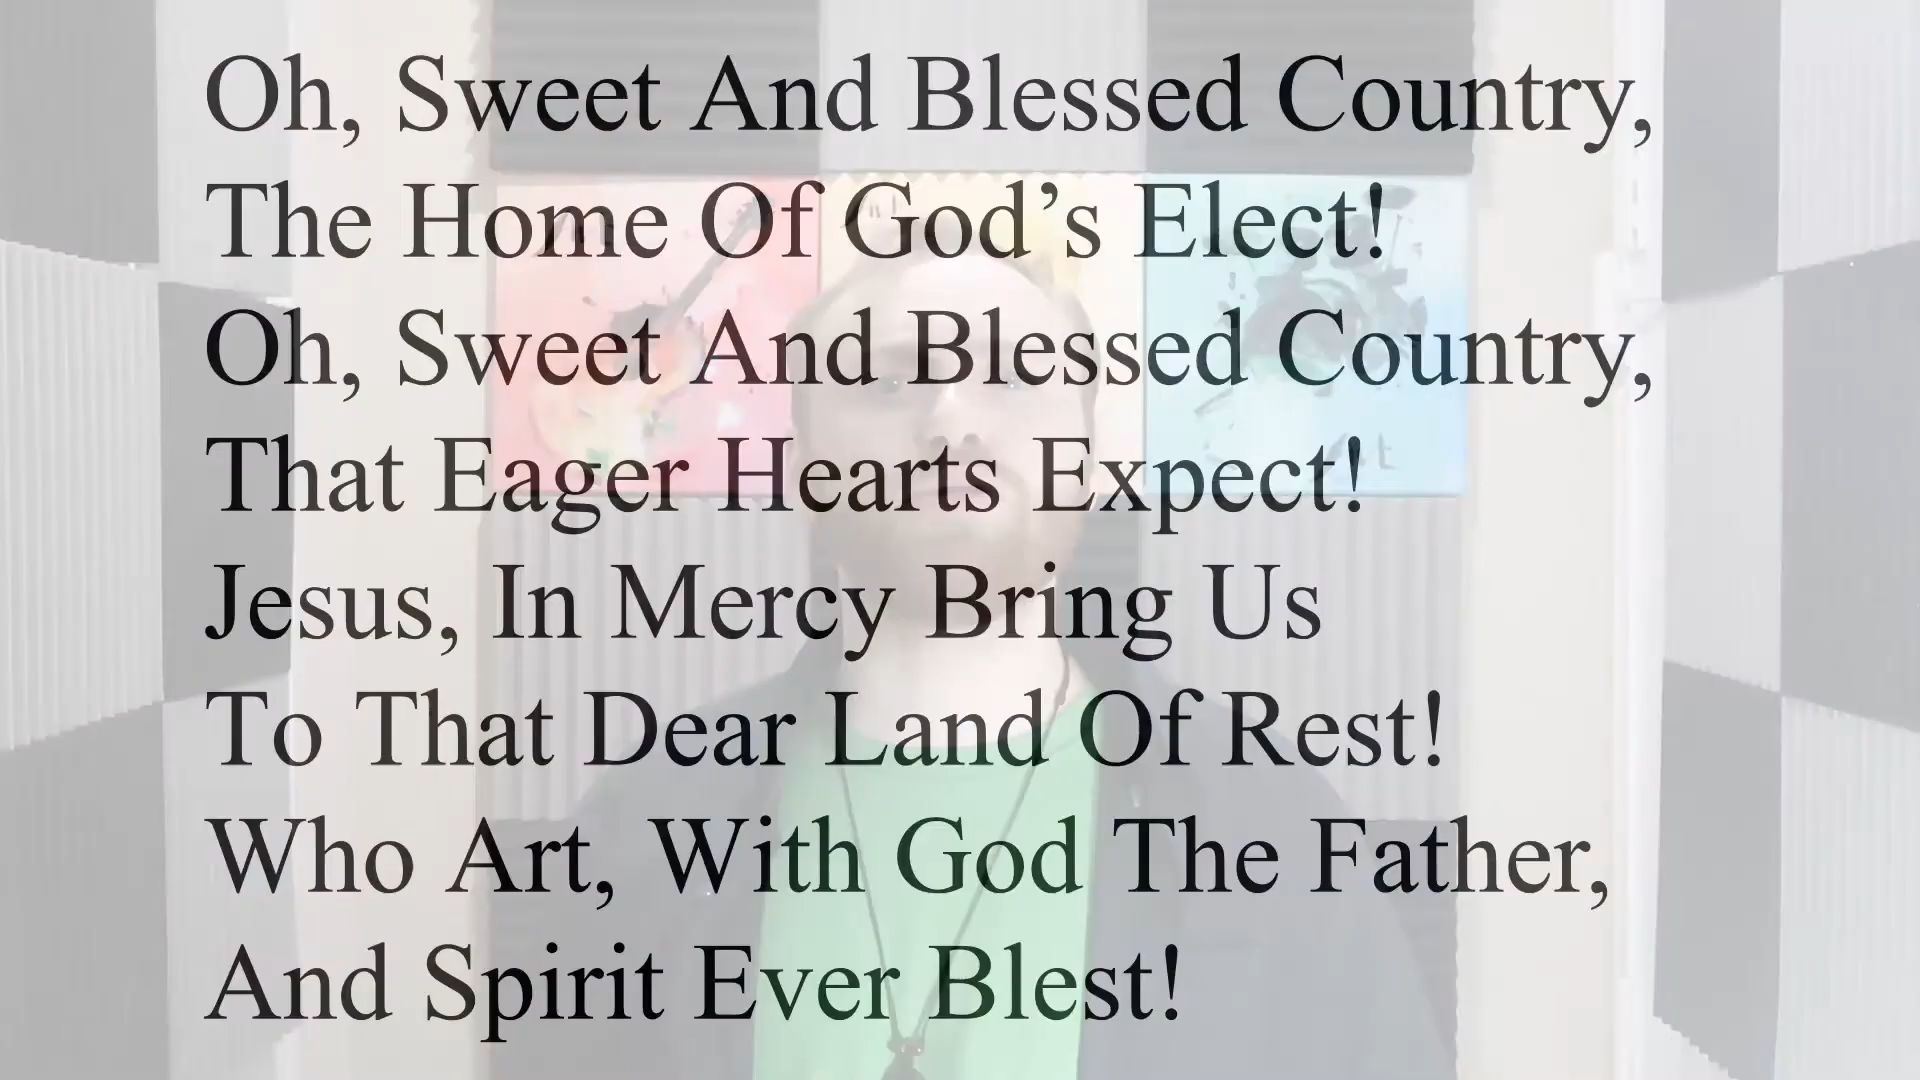 Oh, Sweet And Blessed Country,
The Home Of God’s Elect!
Oh, Sweet And Blessed Country,
That Eager Hearts Expect!
Jesus, In Mercy Bring Us
To That Dear Land Of Rest!
Who Art, With God The Father,
And Spirit Ever Blest!